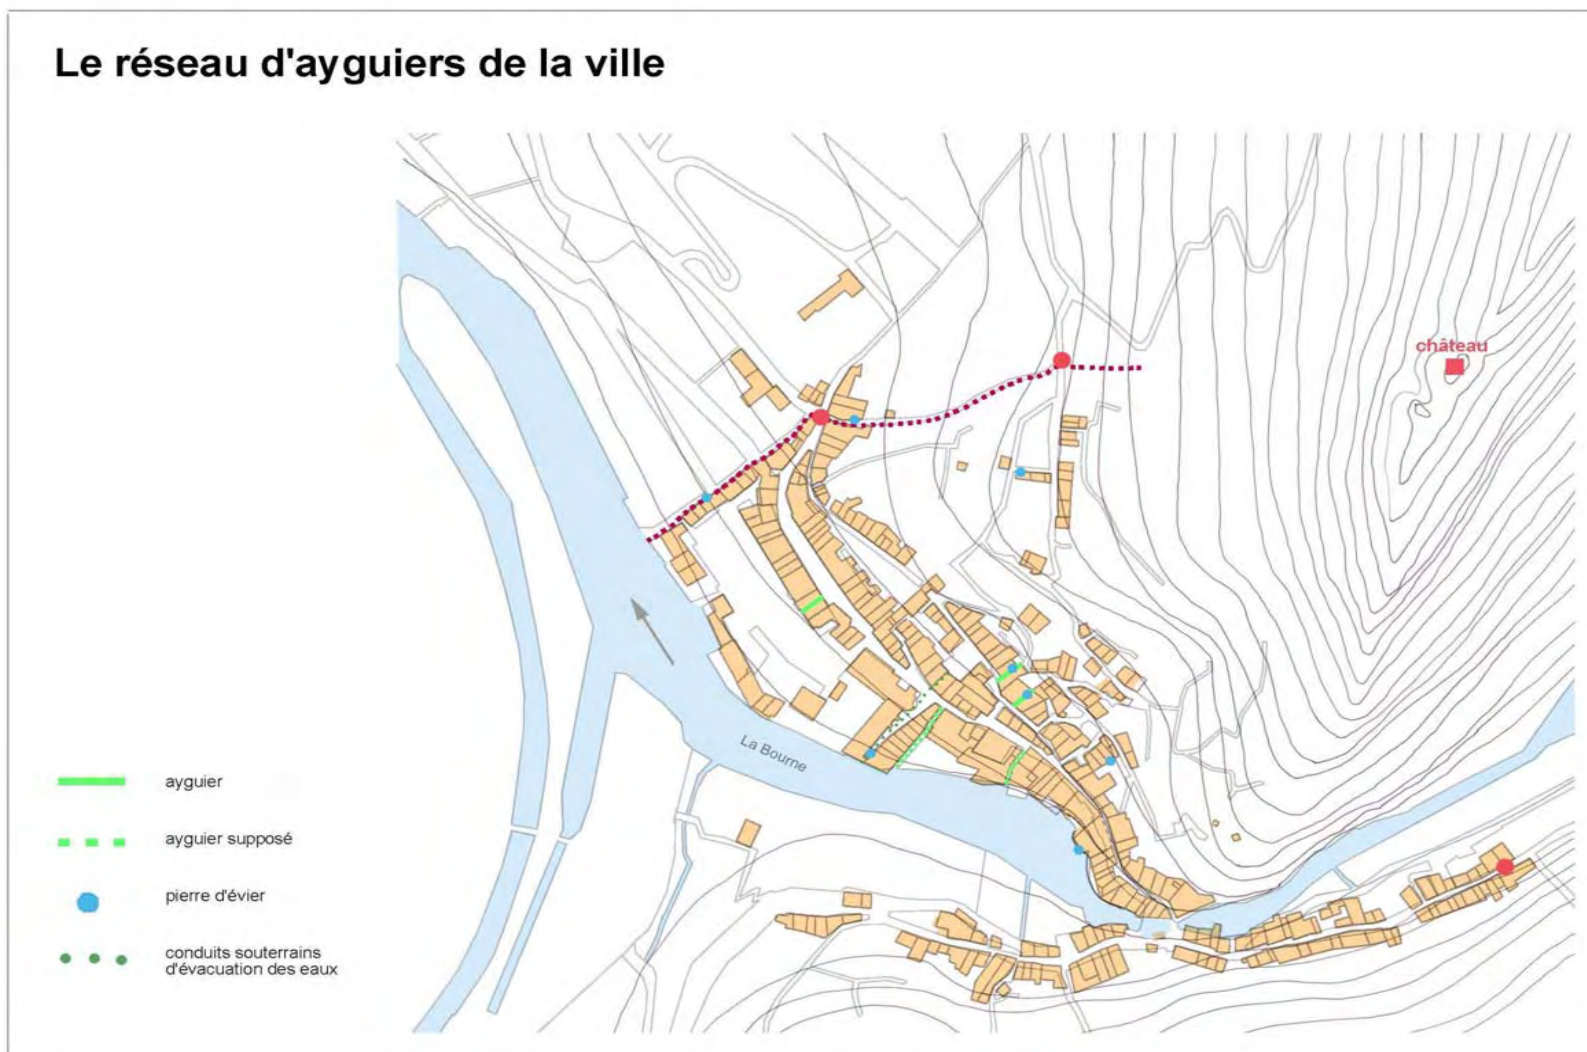 Le réseau d'ayguiers de la ville
château
La Bourne
ayguier
ayguier supposé
pierre d'évier
conduits souterrains
d'évacuation des eaux